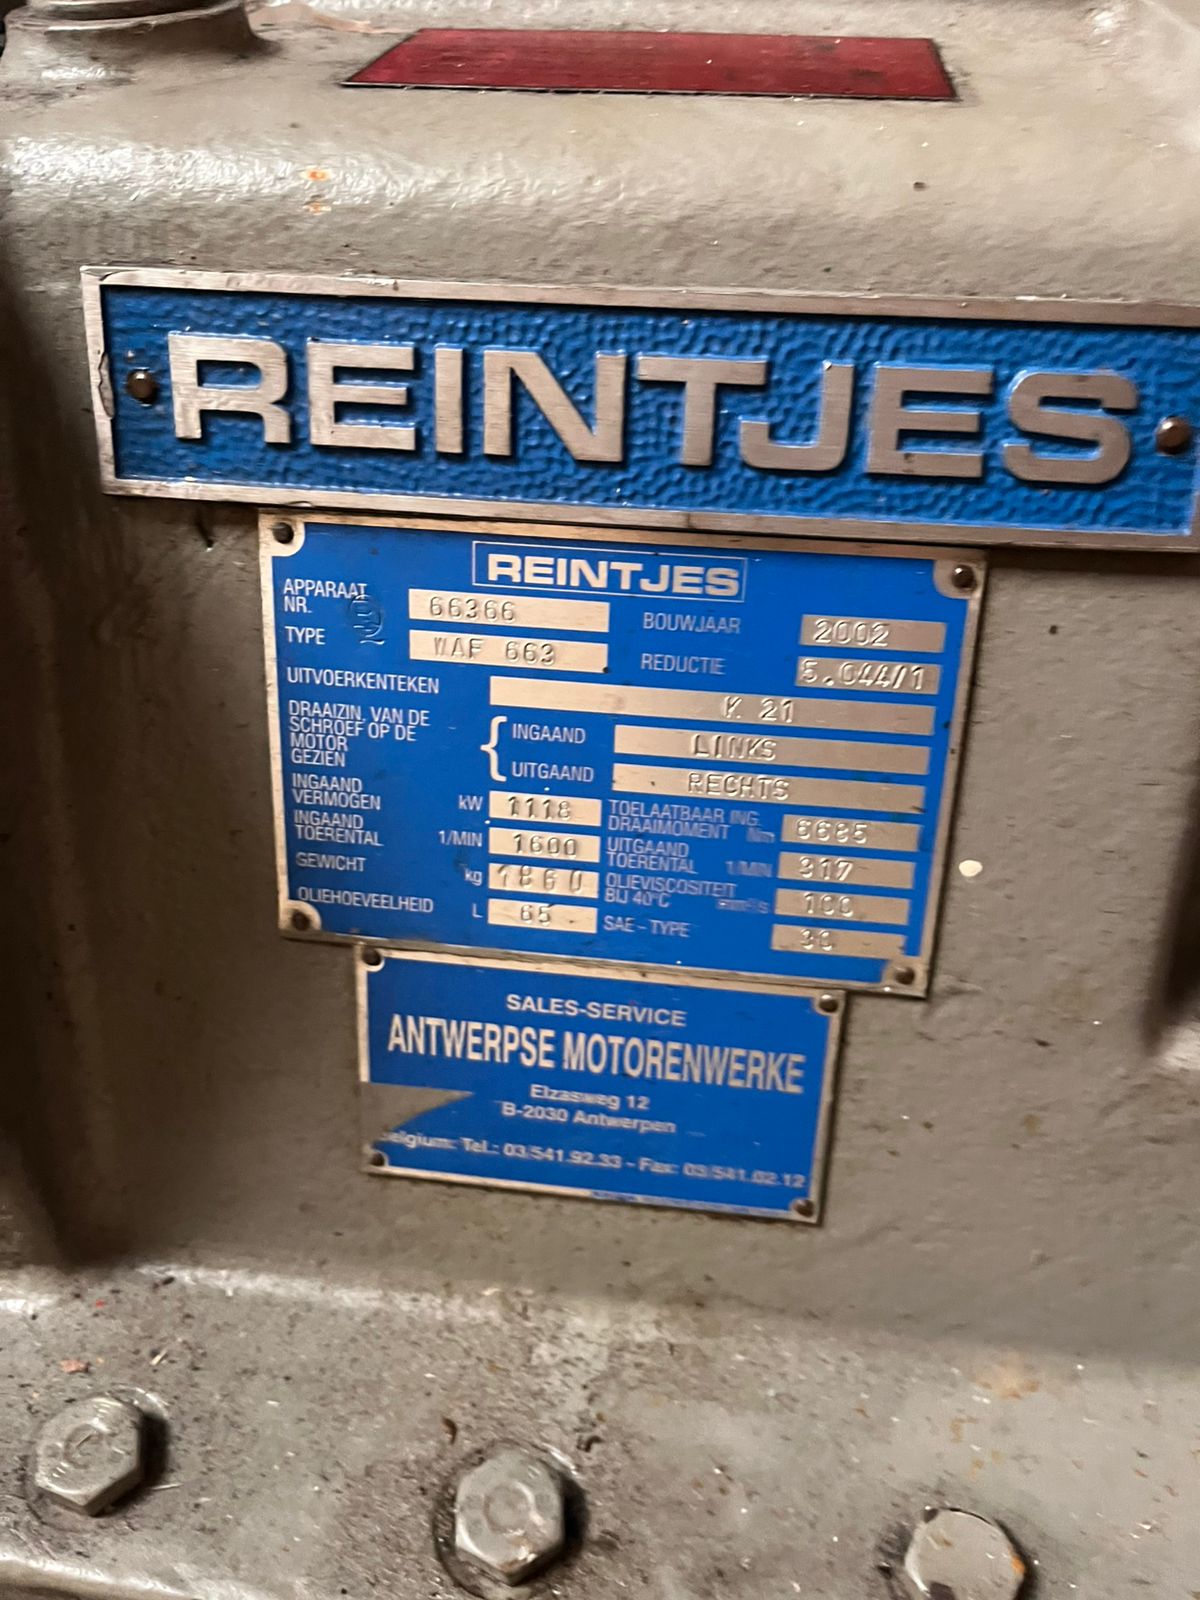 REINTJES
REINTJES
APPARAAT NR. 66366 BOUWJAAR 2002
TYPE WAF 663 REDUCTIE 5.044/1
UITVOERKENTEKEN K 21
DRAAIZIN. VAN DE
SCHROEF OP DE
MOTOR
GEZIEN
INGAAND LINKS
UITGAAND RECHTS
INGAAND
VERMOGEN kW 1118
TOELAATBAAR ING.
DRAAIMOMENT Nm 6685
INGAAND
TOERENTAL 1/MIN 1600
UITGAAND
TOERENTAL 1/MIN 317
GEWICHT kg 1860
OLIEVISCOSITEIT
BIJ 40°C mm²/s 100
OLIEHOEVEELHEID L 65 SAE - TYPE 30
SALES-SERVICE
ANTWERPSE MOTORENWERKE
Elzasweg 12
B-2030 Antwerpen
elgium: Tel.: 03/541.92.33 - Fax: 03/541.02.12